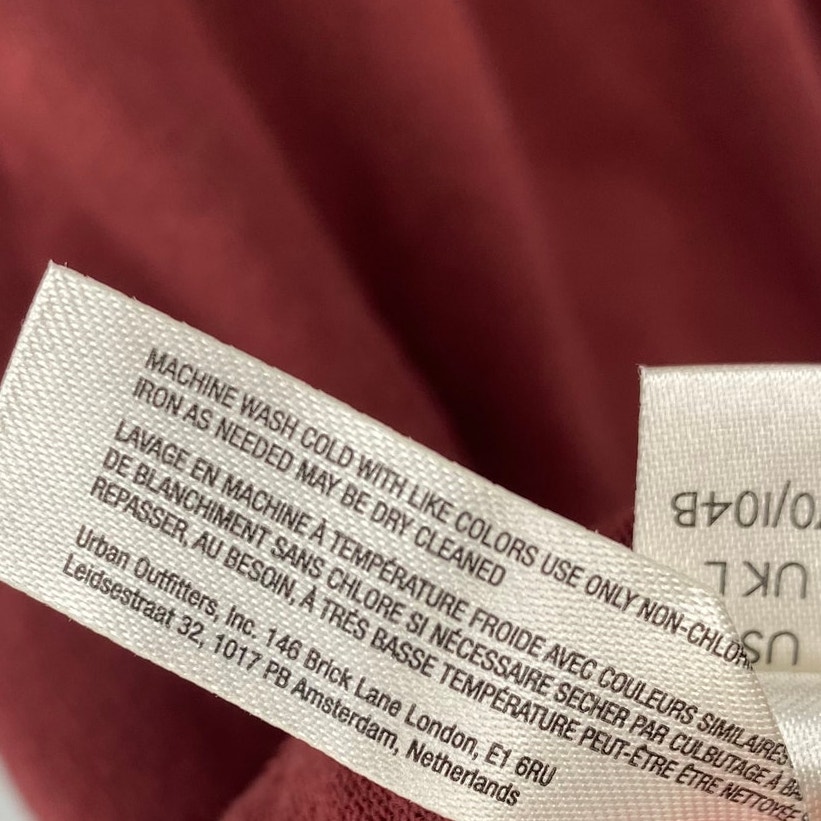 MACHINE WASH COLD WITH LIKE COLORS USE ONLY NON-CHLOR
IRON AS NEEDED MAY BE DRY CLEANED
LAVAGE EN MACHINE À TEMPÉRATURE FROIDE AVEC COULEURS SIMILAIRES
DE BLANCHIMENT SANS CHLORE SI NÉCESSAIRE SECHER PAR CULBUTAGE À BA
REPASSER, AU BESOIN, À TRÈS BASSE TEMPÉRATURE PEUT-ÊTRE ÊTRE NETTOYÉE
Urban Outfitters, Inc. 146 Brick Lane London, E1 6RU
Leidsestraat 32, 1017 PB Amsterdam, Netherlands
US
UK L
70/104B